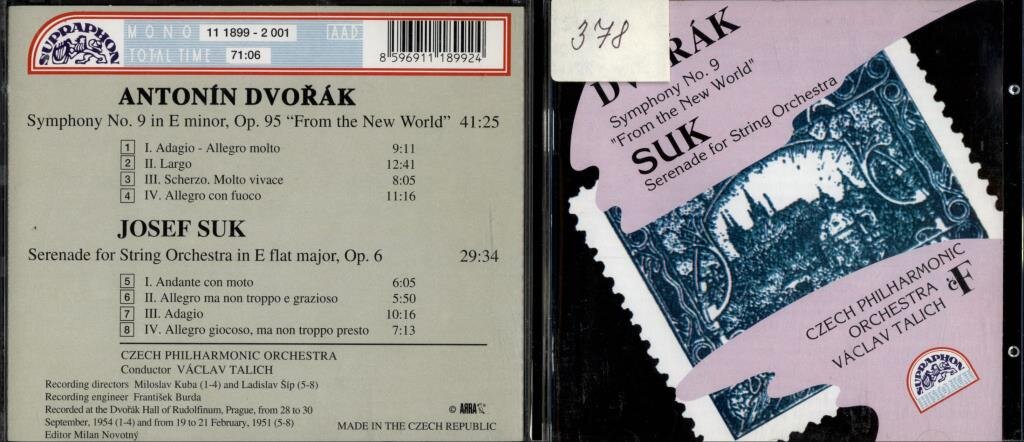 SUPRAPHON
MONO 11 1899 - 2 001 AAD
TOTAL TIME 71:06
8 596911 189924
ANTONÍN DVOŘÁK
Symphony No. 9 in E minor, Op. 95 "From the New World" 41:25
1 I. Adagio - Allegro molto 9:11
2 II. Largo 12:41
3 III. Scherzo. Molto vivace 8:05
4 IV. Allegro con fuoco 11:16
JOSEF SUK
Serenade for String Orchestra in E flat major, Op. 6 29:34
5 I. Andante con moto 6:05
6 II. Allegro ma non troppo e grazioso 5:50
7 III. Adagio 10:16
8 IV. Allegro giocoso, ma non troppo presto 7:13
CZECH PHILHARMONIC ORCHESTRA
Conductor VÁCLAV TALICH
Recording directors Miloslav Kuba (1-4) and Ladislav Šíp (5-8)
Recording engineer František Burda
Recorded at the Dvořák Hall of Rudolfinum, Prague, from 28 to 30
September, 1954 (1-4) and from 19 to 21 February, 1951 (5-8)
Editor Milan Novotný
© ARRA
MADE IN THE CZECH REPUBLIC
378
DVOŘÁK
Symphony No. 9
"From the New World"
SUK
Serenade for String Orchestra
CZECH PHILHARMONIC
ORCHESTRA
VÁCLAV TALICH
čF
SUPRAPHON
HISTORICAL